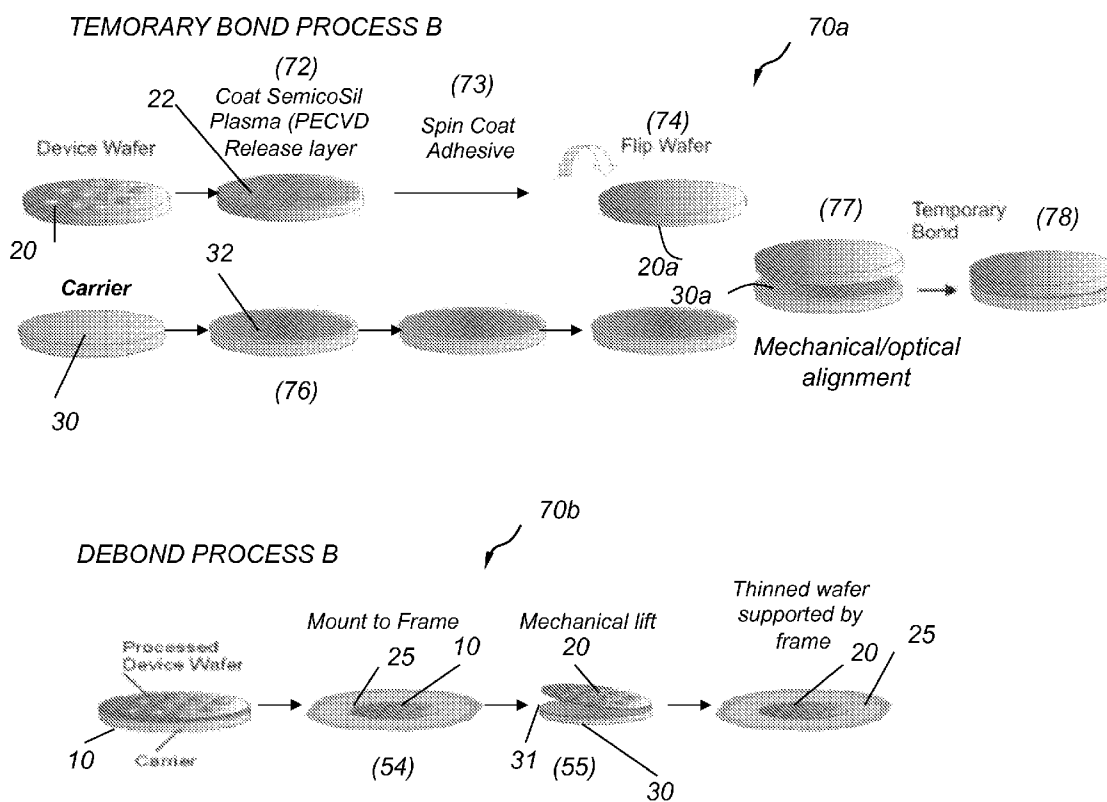 TEMORARY BOND PROCESS B
70a
(72)
Coat SemicoSil
Plasma (PECVD
Release layer
22
(73)
Spin Coat
Adhesive
(74)
Flip Wafer
Device Wafer
20
20a
(77)
Temporary
Bond
(78)
30a
Mechanical/optical
alignment
Carrier
32
30
(76)
70b
DEBOND PROCESS B
Processed
Device Wafer
10
Carrier
Mount to Frame
25
10
(54)
Mechanical lift
20
31
(55)
30
Thinned wafer
supported by
frame
20
25